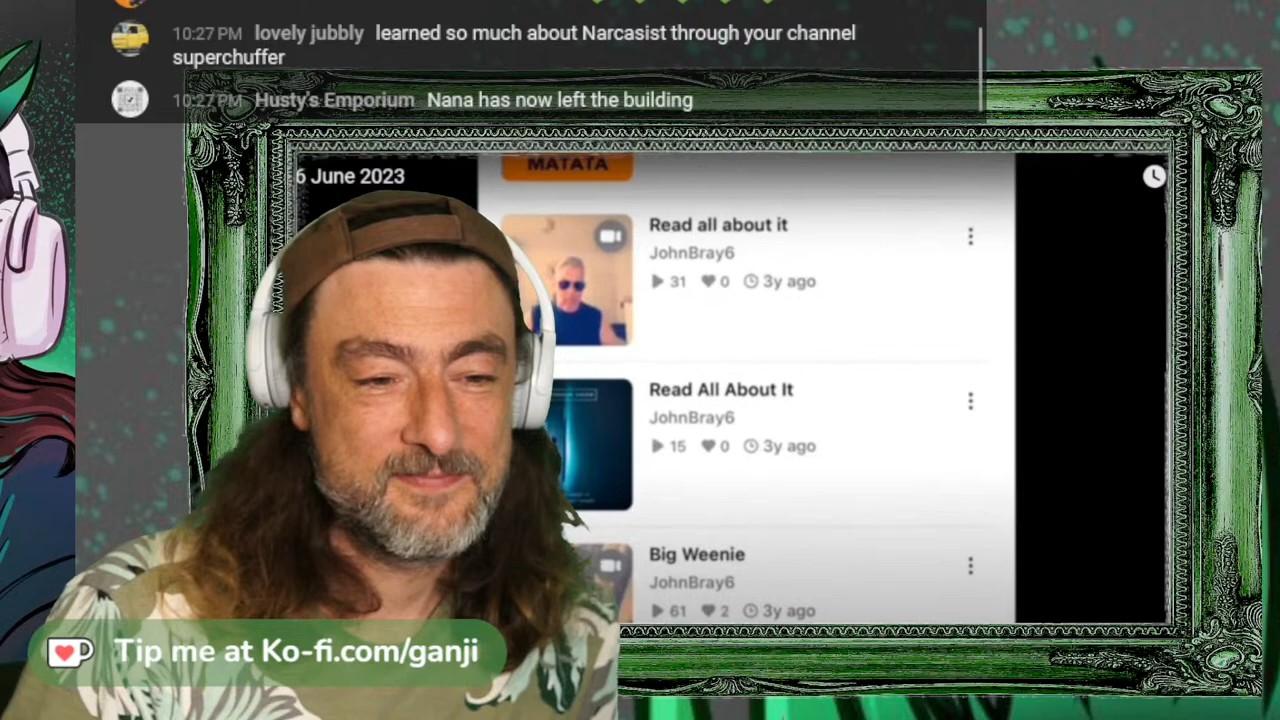 10:27 PM lovely jubbly learned so much about Narcasist through your channel
superchuffer
10:27 PM Husty's Emporium Nana has now left the building
6 June 2023
MATATA
Read all about it
JohnBray6
31 0 3y ago
Read All About It
JohnBray6
15 0 3y ago
Big Weenie
JohnBray6
61 2 3y ago
Tip me at Ko-fi.com/ganji